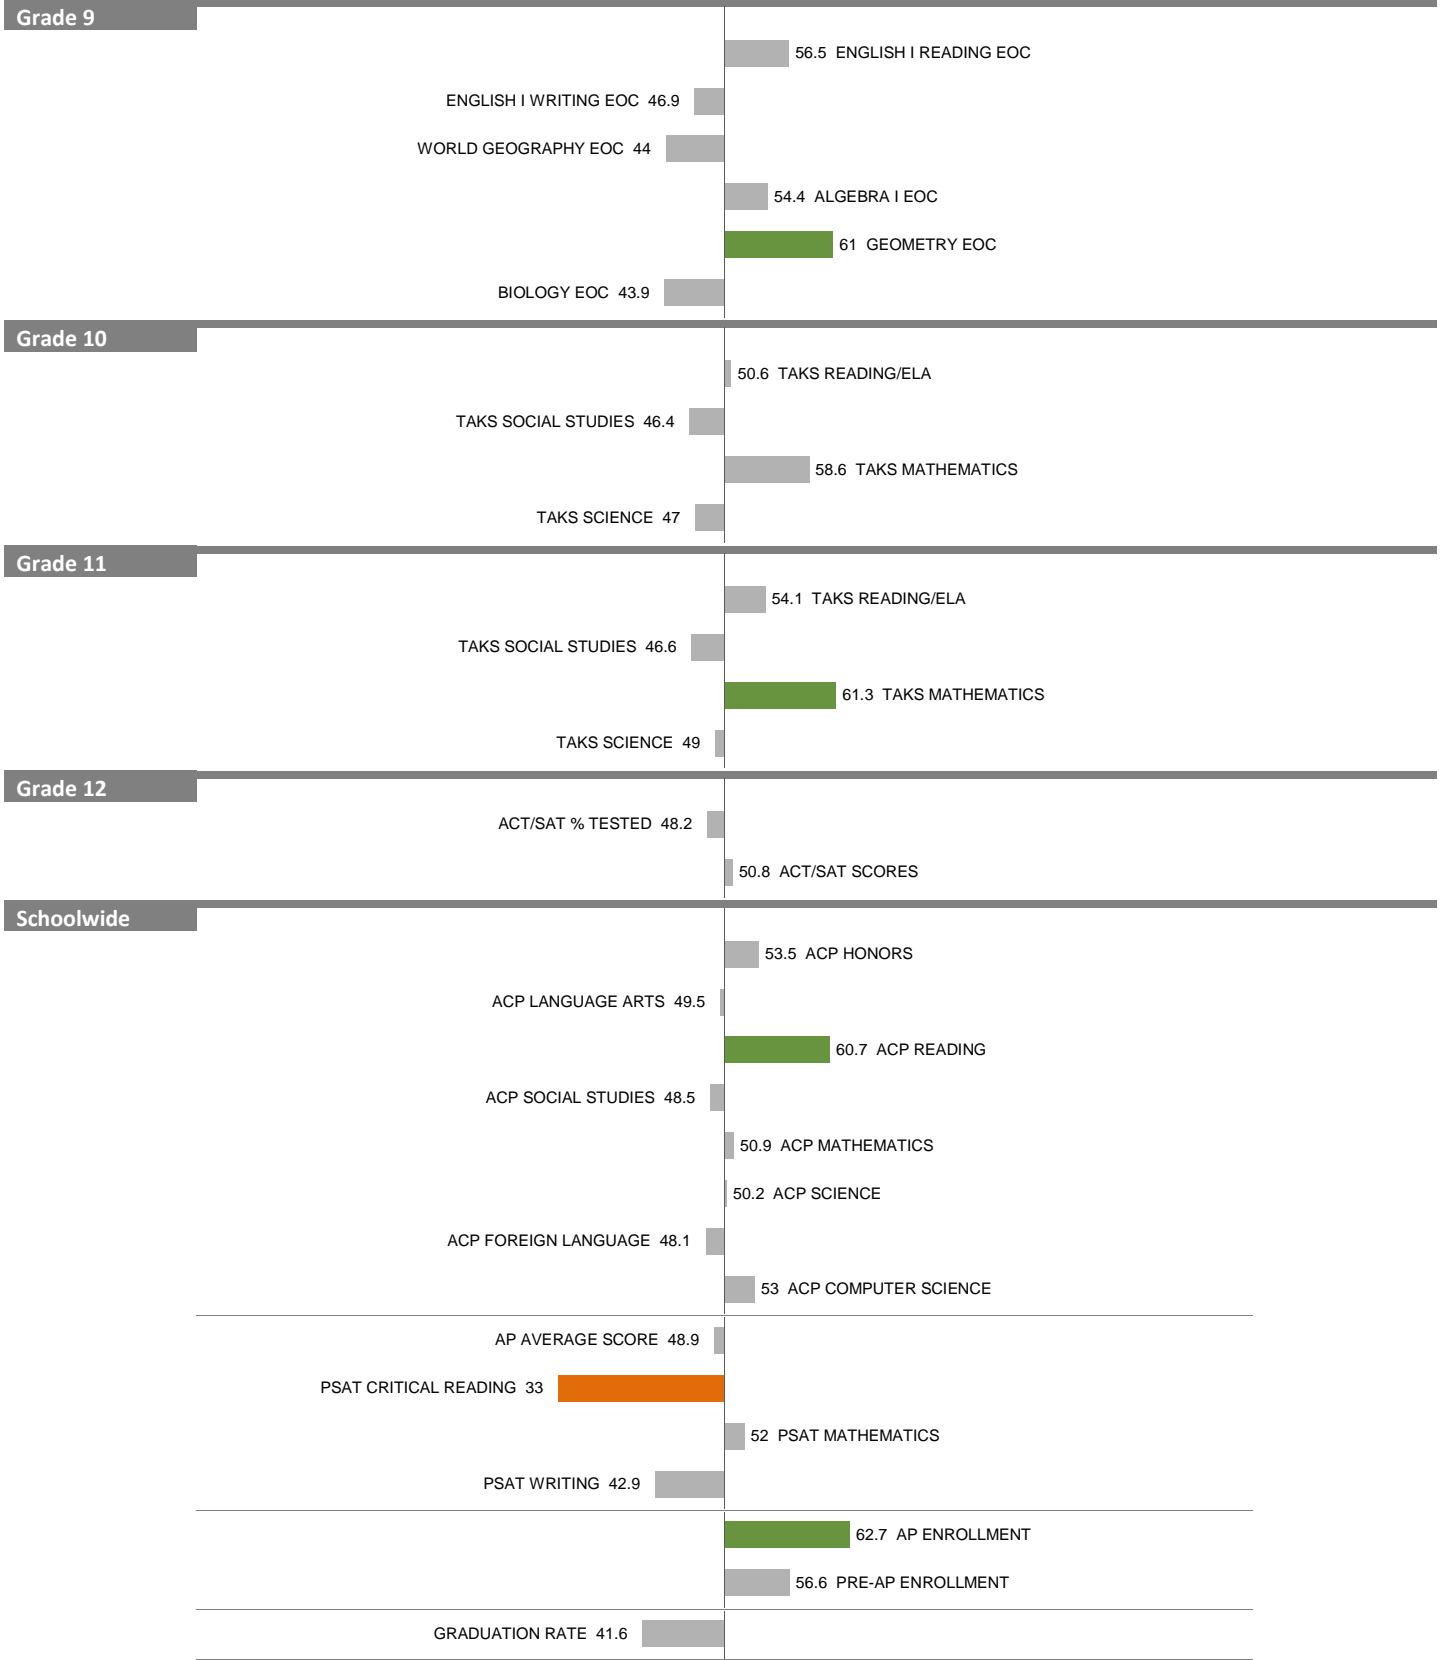 Grade 9
56.5 ENGLISH I READING EOC
ENGLISH I WRITING EOC 46.9
WORLD GEOGRAPHY EOC 44
54.4 ALGEBRA I EOC
61 GEOMETRY EOC
BIOLOGY EOC 43.9
Grade 10
50.6 TAKS READING/ELA
TAKS SOCIAL STUDIES 46.4
58.6 TAKS MATHEMATICS
TAKS SCIENCE 47
Grade 11
54.1 TAKS READING/ELA
TAKS SOCIAL STUDIES 46.6
61.3 TAKS MATHEMATICS
TAKS SCIENCE 49
Grade 12
ACT/SAT % TESTED 48.2
50.8 ACT/SAT SCORES
Schoolwide
53.5 ACP HONORS
ACP LANGUAGE ARTS 49.5
60.7 ACP READING
ACP SOCIAL STUDIES 48.5
50.9 ACP MATHEMATICS
50.2 ACP SCIENCE
ACP FOREIGN LANGUAGE 48.1
53 ACP COMPUTER SCIENCE
AP AVERAGE SCORE 48.9
PSAT CRITICAL READING 33
52 PSAT MATHEMATICS
PSAT WRITING 42.9
62.7 AP ENROLLMENT
56.6 PRE-AP ENROLLMENT
GRADUATION RATE 41.6